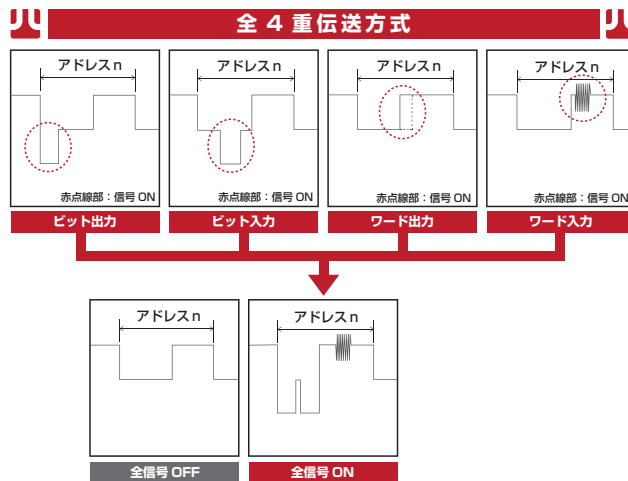 全4重伝送方式
アドレスn
アドレスn
アドレスn
アドレスn
赤点線部：信号 ON
赤点線部：信号 ON
赤点線部：信号 ON
赤点線部：信号 ON
ビット出力
ビット入力
ワード出力
ワード入力
アドレスn
アドレスn
全信号 OFF
全信号 ON